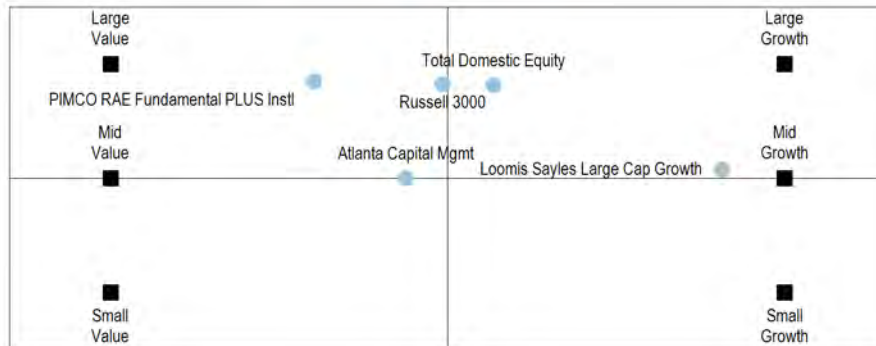 Large
Value
Large
Growth
Total Domestic Equity
PIMCO RAE Fundamental PLUS Instl
Russell 3000
Mid
Value
Mid
Growth
Atlanta Capital Mgmt
Loomis Sayles Large Cap Growth
Small
Value
Small
Growth